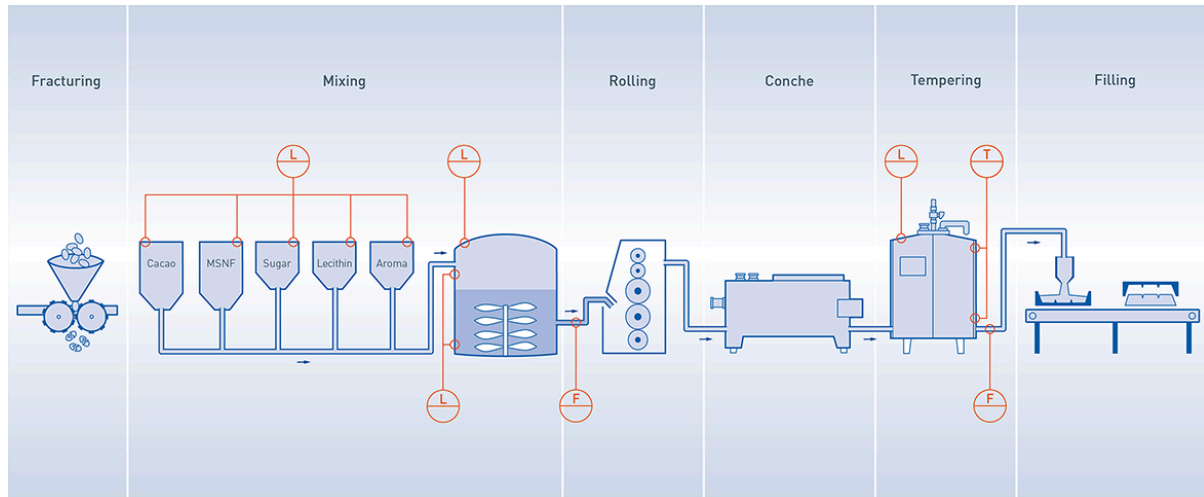 Fracturing
Mixing
Rolling
Conche
Tempering
Filling
L
L
L
T
Cacao
MSNF
Sugar
Lecithin
Aroma
L
F
F